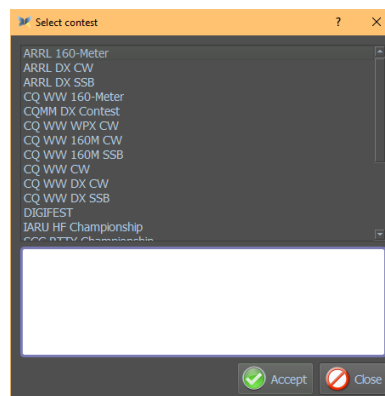 Select contest
?
ARRL 160-Meter
ARRL DX CW
ARRL DX SSB
CQ WW 160-Meter
CQMM DX Contest
CQ WW WPX CW
CQ WW 160M CW
CQ WW 160M SSB
CQ WW CW
CQ WW DX CW
CQ WW DX SSB
DIGIFEST
IARU HF Championship
RTTY Championship
Accept
Close